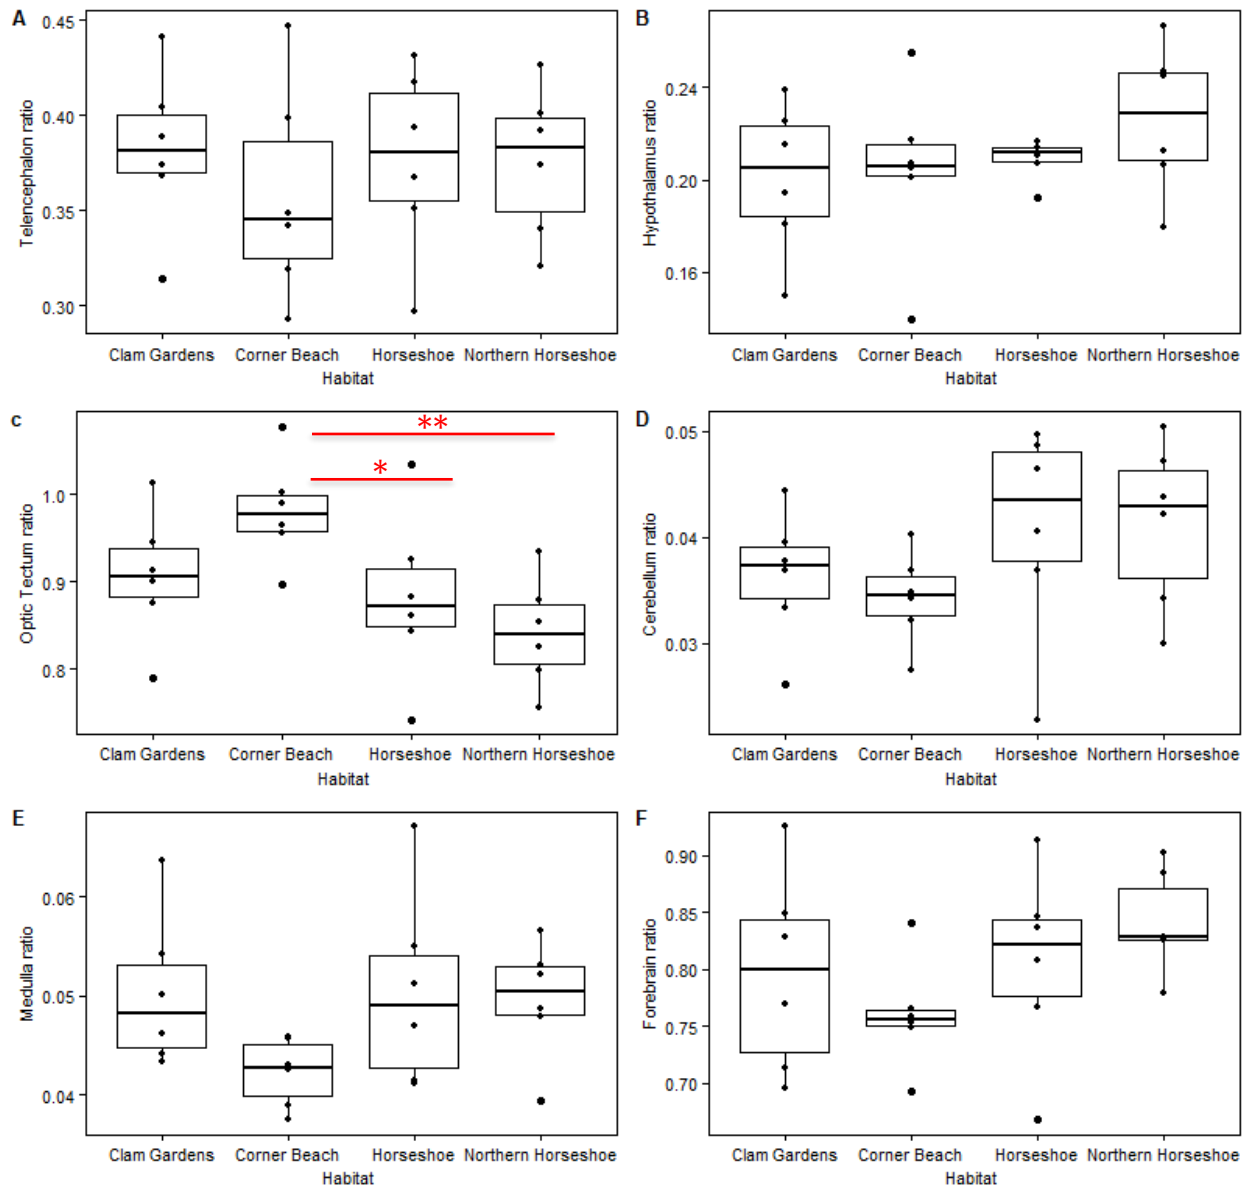 A
Telencephalon ratio
0.45
0.40
0.35
0.30
Clam Gardens Corner Beach Horseshoe Northern Horseshoe
Habitat
B
Hypothalamus ratio
0.24
0.20
0.16
Clam Gardens Corner Beach Horseshoe Northern Horseshoe
Habitat
c
Optic Tectum ratio
1.0
0.9
0.8
**
*
Clam Gardens Corner Beach Horseshoe Northern Horseshoe
Habitat
D
Cerebellum ratio
0.05
0.04
0.03
Clam Gardens Corner Beach Horseshoe Northern Horseshoe
Habitat
E
Medulla ratio
0.06
0.05
0.04
Clam Gardens Corner Beach Horseshoe Northern Horseshoe
Habitat
F
Forebrain ratio
0.90
0.85
0.80
0.75
0.70
Clam Gardens Corner Beach Horseshoe Northern Horseshoe
Habitat